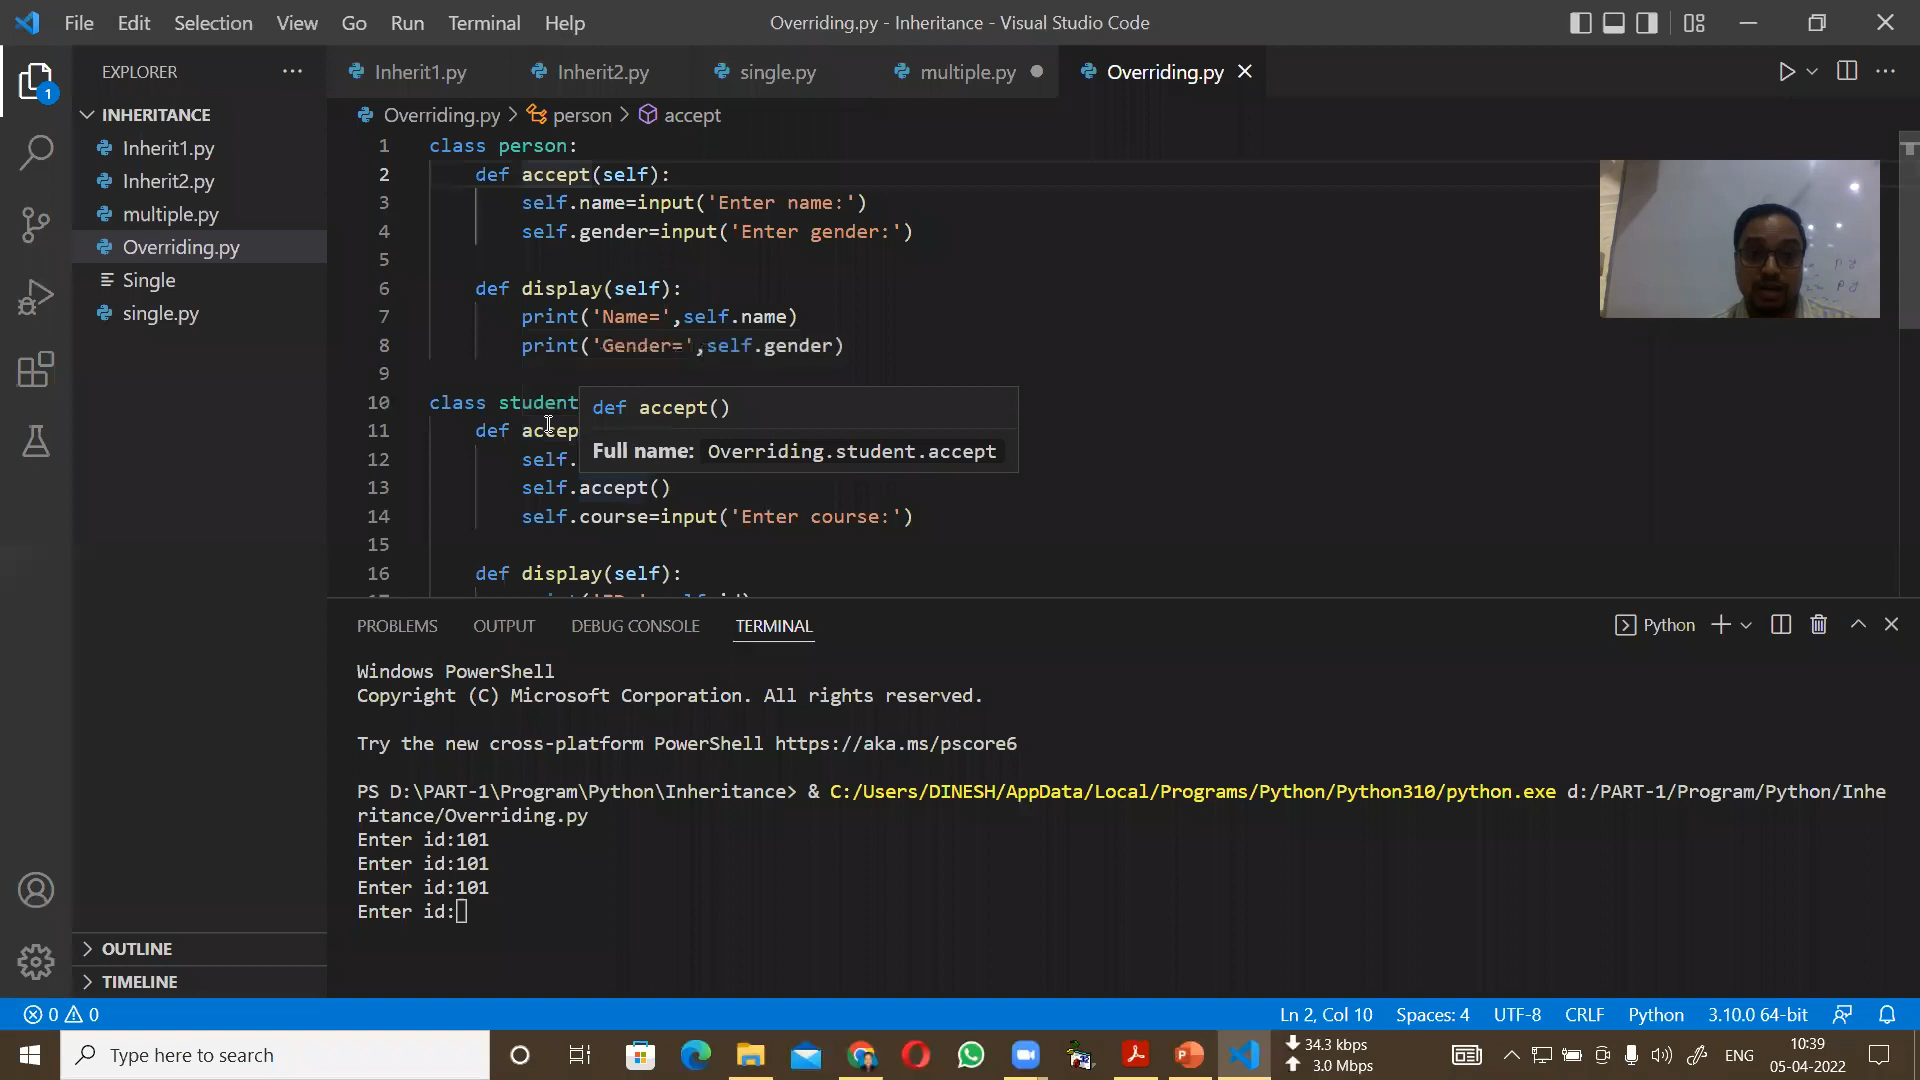 File Edit Selection View Go Run Terminal Help
Overriding.py - Inheritance - Visual Studio Code
EXPLORER
Inherit1.py Inherit2.py single.py multiple.py Overriding.py
1
INHERITANCE
Inherit1.py
Inherit2.py
multiple.py
Overriding.py
Single
single.py
Overriding.py > person > accept
1 class person:
2 def accept(self):
3 self.name=input('Enter name:')
4 self.gender=input('Enter gender:')
5
6 def display(self):
7 print('Name=',self.name)
8 print('Gender=',self.gender)
9
10 class student
11 def accep
12 self.
13 self.accept()
14 self.course=input('Enter course:')
15
16 def display(self):
def accept()
Full name: Overriding.student.accept
PROBLEMS OUTPUT DEBUG CONSOLE TERMINAL
Python
Windows PowerShell
Copyright (C) Microsoft Corporation. All rights reserved.
Try the new cross-platform PowerShell https://aka.ms/pscore6
PS D:\PART-1\Program\Python\Inheritance> & C:/Users/DINESH/AppData/Local/Programs/Python/Python310/python.exe d:/PART-1/Program/Python/Inhe
ritance/Overriding.py
Enter id:101
Enter id:101
Enter id:101
Enter id:
OUTLINE
TIMELINE
0 0
Ln 2, Col 10 Spaces: 4 UTF-8 CRLF Python 3.10.0 64-bit
Type here to search
34.3 kbps
3.0 Mbps
ENG
10:39
05-04-2022